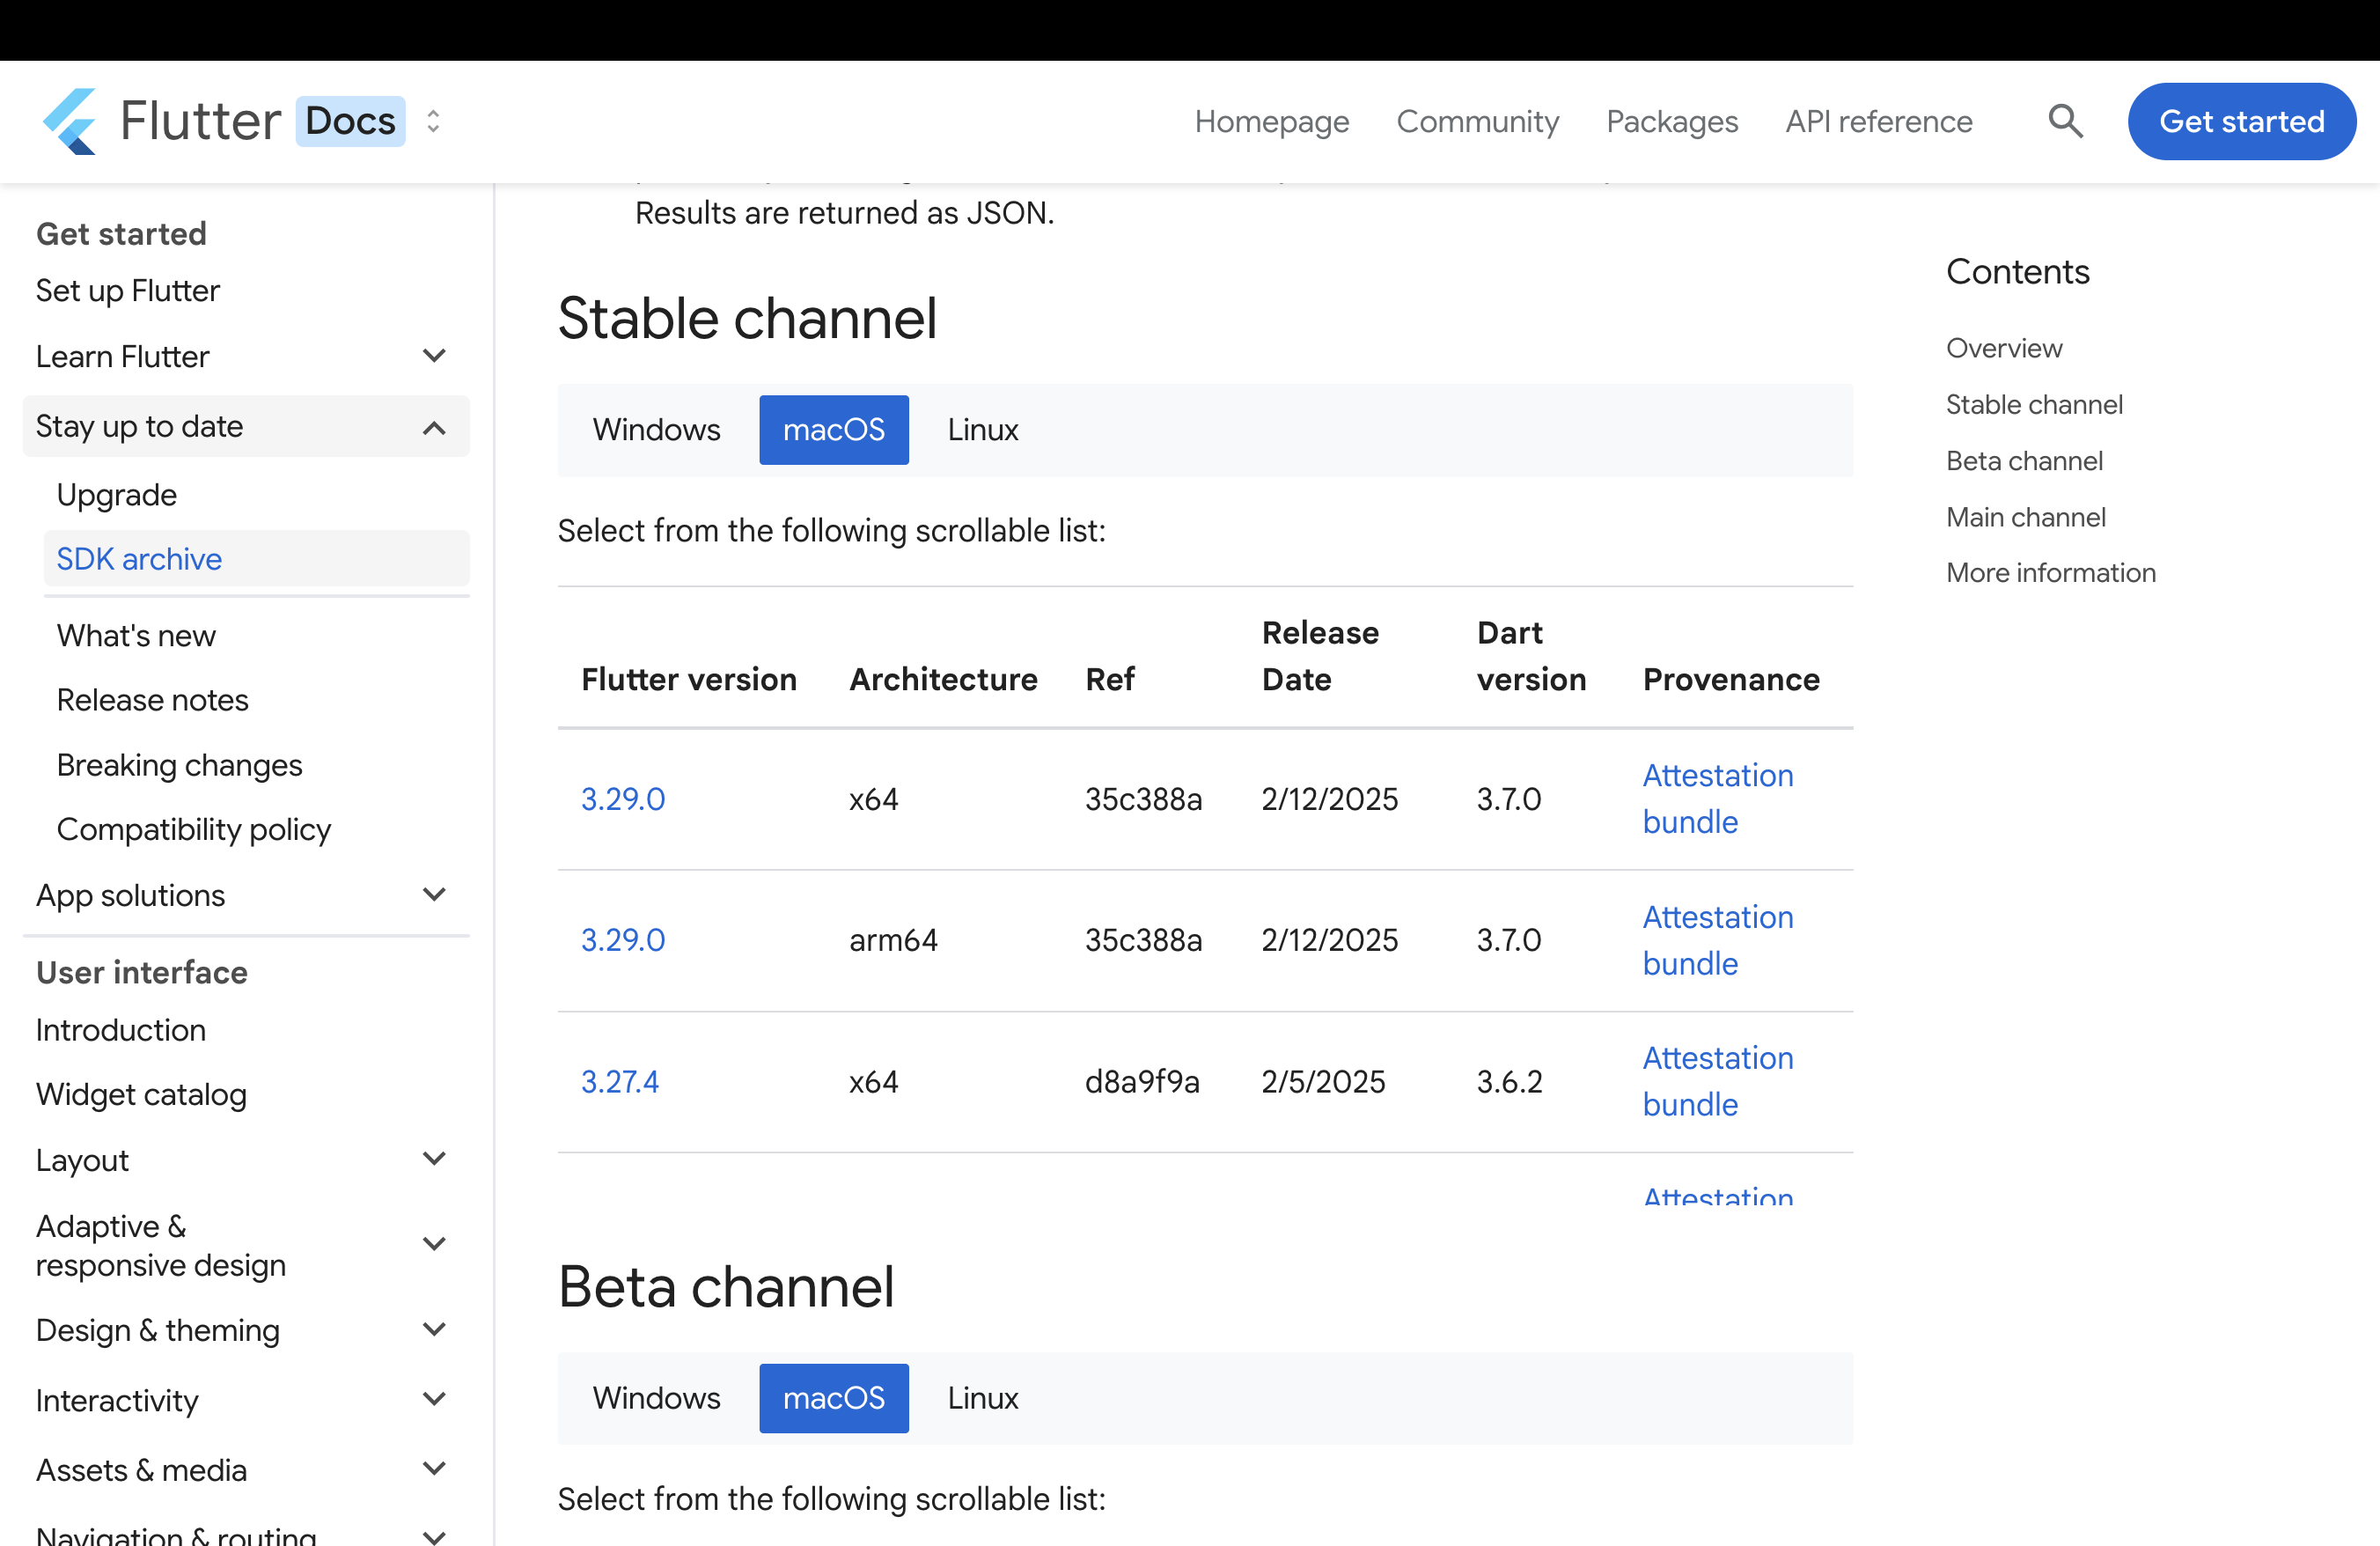 Flutter Docs
Homepage Community Packages API reference Get started
Get started
Set up Flutter
Learn Flutter
Stay up to date
Upgrade
SDK archive
What's new
Release notes
Breaking changes
Compatibility policy
App solutions
User interface
Introduction
Widget catalog
Layout
Adaptive &
responsive design
Design & theming
Interactivity
Assets & media
Navigation & routing
Results are returned as JSON.
Stable channel
Windows macOS Linux
Select from the following scrollable list:
Flutter version Architecture Ref Release Date Dart version Provenance
3.29.0 x64 35c388a 2/12/2025 3.7.0 Attestation bundle
3.29.0 arm64 35c388a 2/12/2025 3.7.0 Attestation bundle
3.27.4 x64 d8a9f9a 2/5/2025 3.6.2 Attestation bundle
Attestation
Beta channel
Windows macOS Linux
Select from the following scrollable list:
Contents
Overview
Stable channel
Beta channel
Main channel
More information